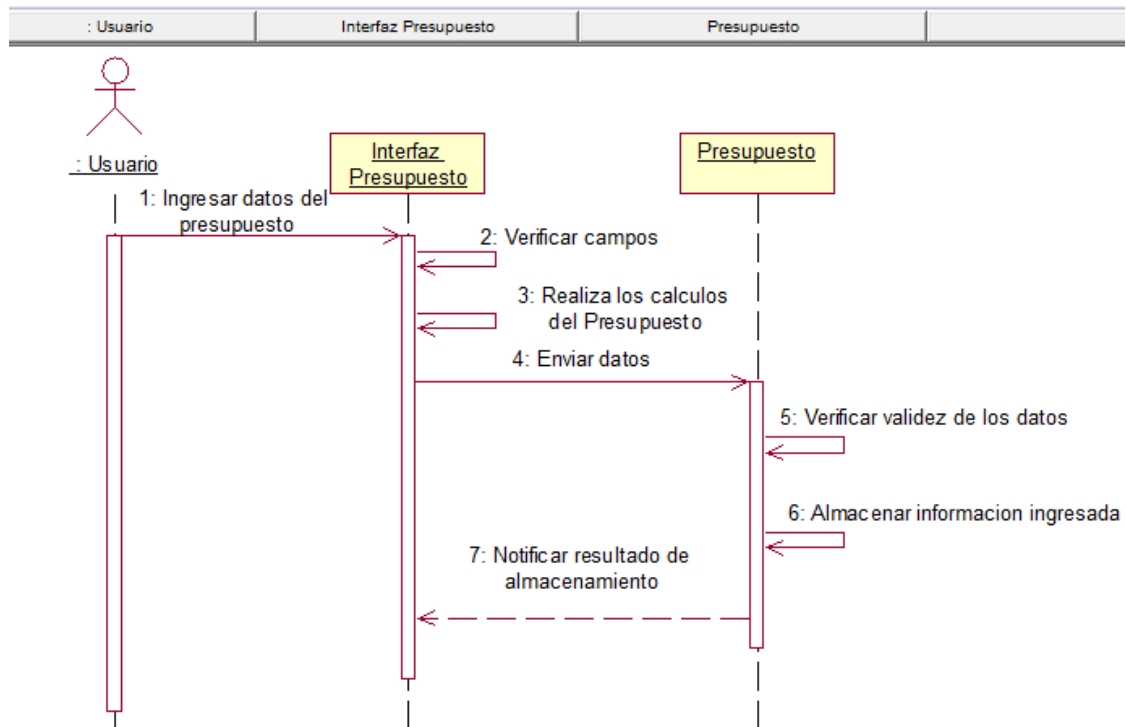 : Usuario
Interfaz Presupuesto
Presupuesto
: Usuario
Interfaz
Presupuesto
Presupuesto
1: Ingresar datos del
presupuesto
2: Verificar campos
3: Realiza los calculos
del Presupuesto
4: Enviar datos
5: Verificar validez de los datos
6: Almacenar informacion ingresada
7: Notificar resultado de
almacenamiento